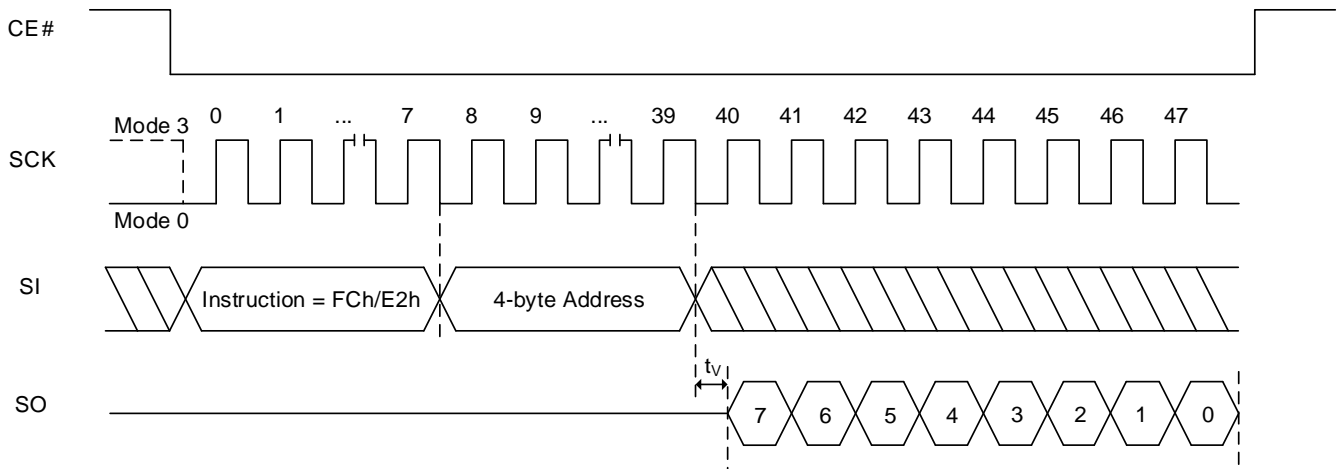 CE#
0 1 ... 7 8 9 ... 39 40 41 42 43 44 45 46 47
Mode 3
SCK
Mode 0
SI
Instruction = FCh/E2h 4-byte Address
tV
SO
7 6 5 4 3 2 1 0